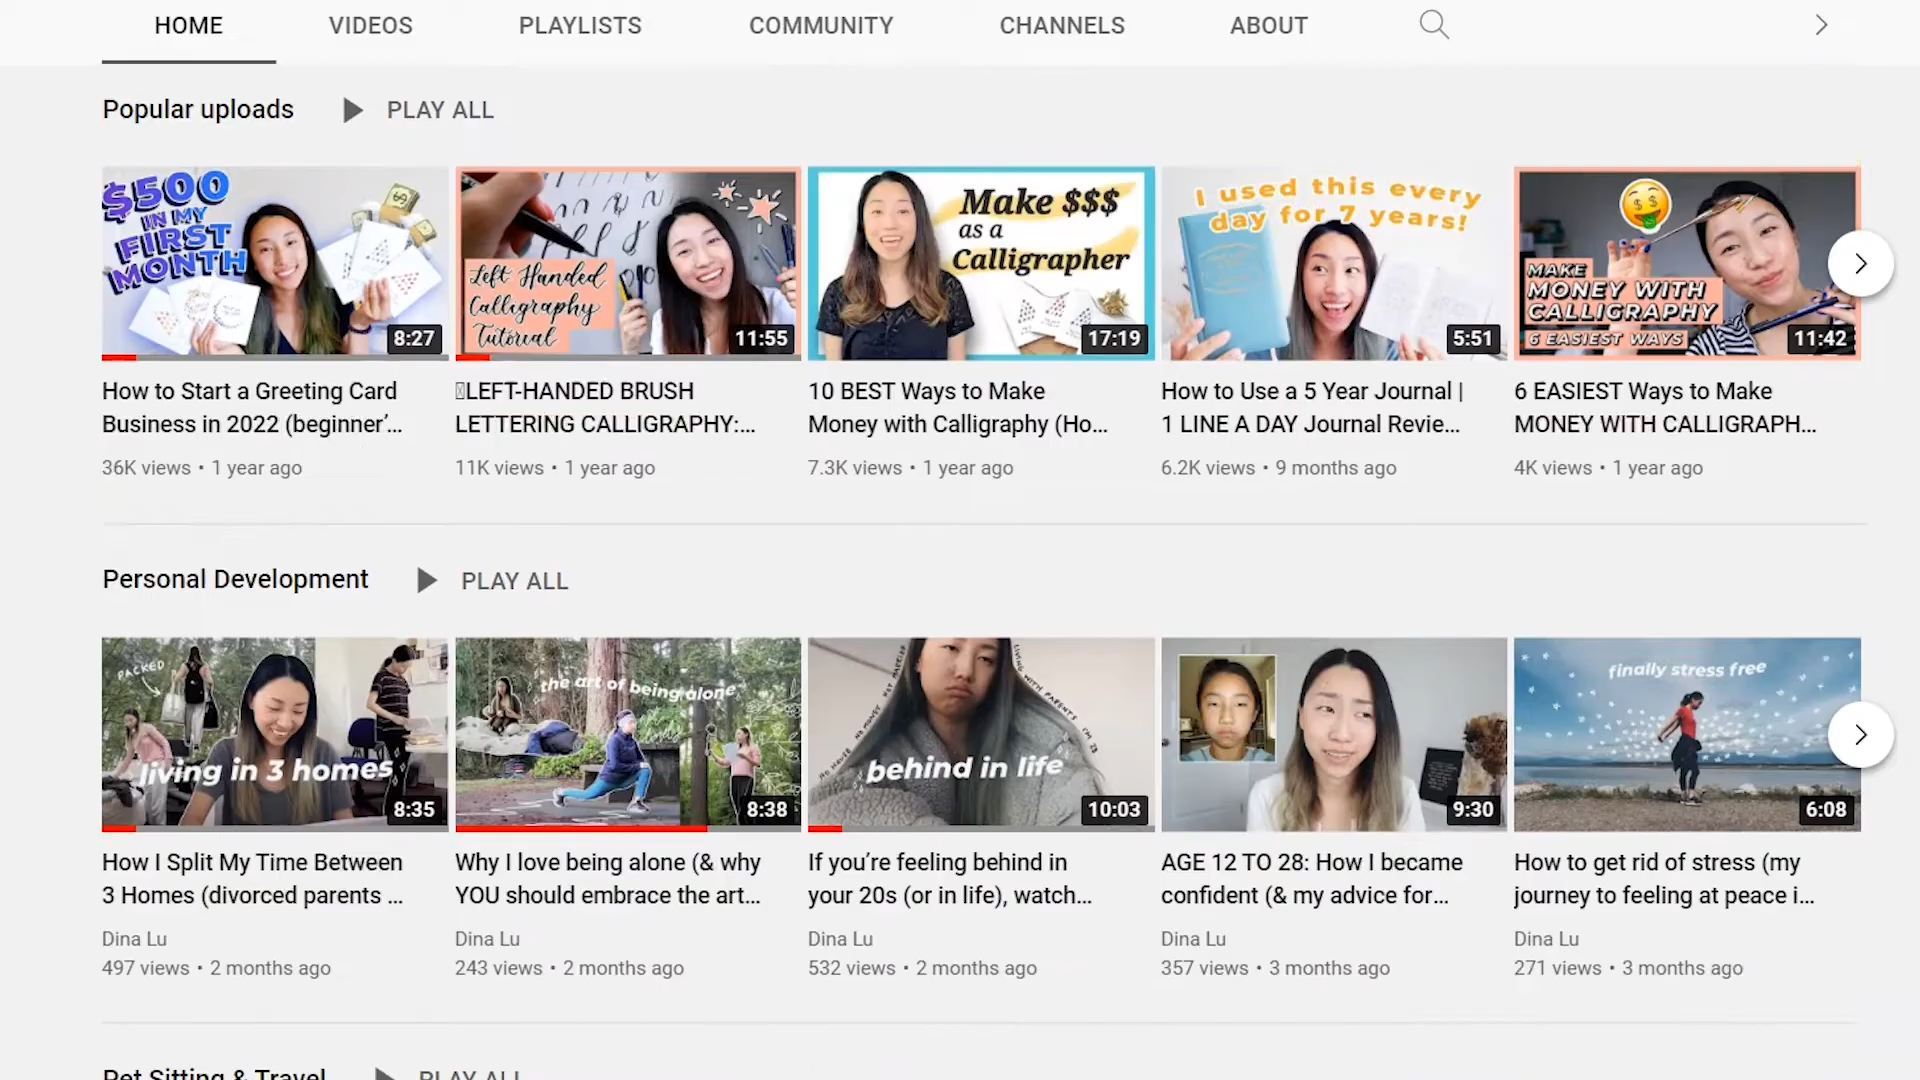 HOME VIDEOS PLAYLISTS COMMUNITY CHANNELS ABOUT
Popular uploads PLAY ALL
$500
IN MY
FIRST
MONTH
8:27
Left Handed
Calligraphy
Tutorial
11:55
Make $$$
as a
Calligrapher
17:19
I used this every
day for 7 years!
5:51
MAKE
MONEY WITH
CALLIGRAPHY
6 EASIEST WAYS
11:42
How to Start a Greeting Card
Business in 2022 (beginner’...
36K views • 1 year ago
LEFT-HANDED BRUSH
LETTERING CALLIGRAPHY:...
11K views • 1 year ago
10 BEST Ways to Make
Money with Calligraphy (Ho...
7.3K views • 1 year ago
How to Use a 5 Year Journal |
1 LINE A DAY Journal Revie...
6.2K views • 9 months ago
6 EASIEST Ways to Make
MONEY WITH CALLIGRAPH...
4K views • 1 year ago
Personal Development PLAY ALL
PACKED
living in 3 homes
8:35
the art of being alone
8:38
behind in life
10:03
9:30
finally stress free
6:08
How I Split My Time Between
3 Homes (divorced parents ...
Dina Lu
497 views • 2 months ago
Why I love being alone (& why
YOU should embrace the art...
Dina Lu
243 views • 2 months ago
If you’re feeling behind in
your 20s (or in life), watch...
Dina Lu
532 views • 2 months ago
AGE 12 TO 28: How I became
confident (& my advice for...
Dina Lu
357 views • 3 months ago
How to get rid of stress (my
journey to feeling at peace i...
Dina Lu
271 views • 3 months ago
Pet Sitting & Travel PLAY ALL